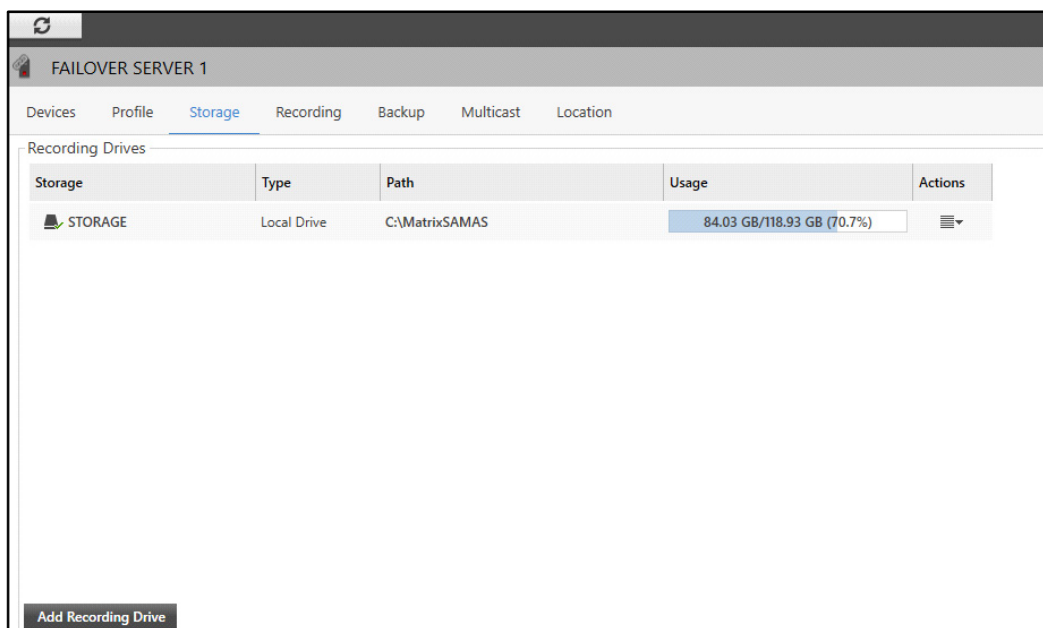 FAILOVER SERVER 1
Devices Profile Storage Recording Backup Multicast Location
Recording Drives
Storage Type Path Usage Actions
STORAGE Local Drive C:\MatrixSAMAS 84.03 GB/118.93 GB (70.7%)
Add Recording Drive